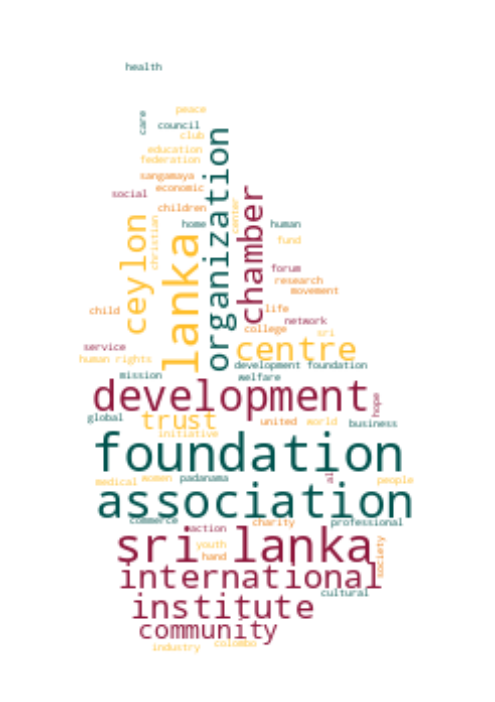 health
peace
care
council
club
education
federation
organization
sangamaya
economic
social
chamber
children
ceylon
christian
lanka
home
center
human
fund
forum
research
movement
child
life
network
college
sri
service
centre
human rights
development foundation
mission
welfare
development
hope
global
trust
united
world
business
initiative
foundation
medical
women
padanama
al
people
association
commerce
action
charity
professional
sri lanka
youth
hand
society
international
cultural
institute
community
industry
colombo